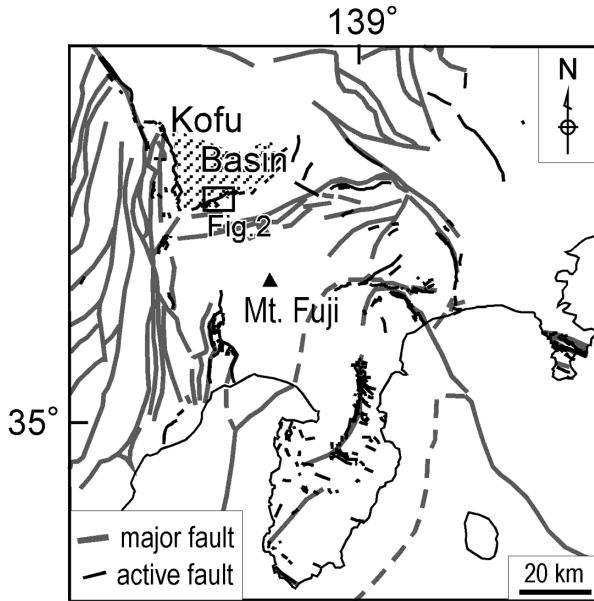 139°
N
Kofu
Basin
Fig.2
Mt. Fuji
35°
major fault
active fault
20 km